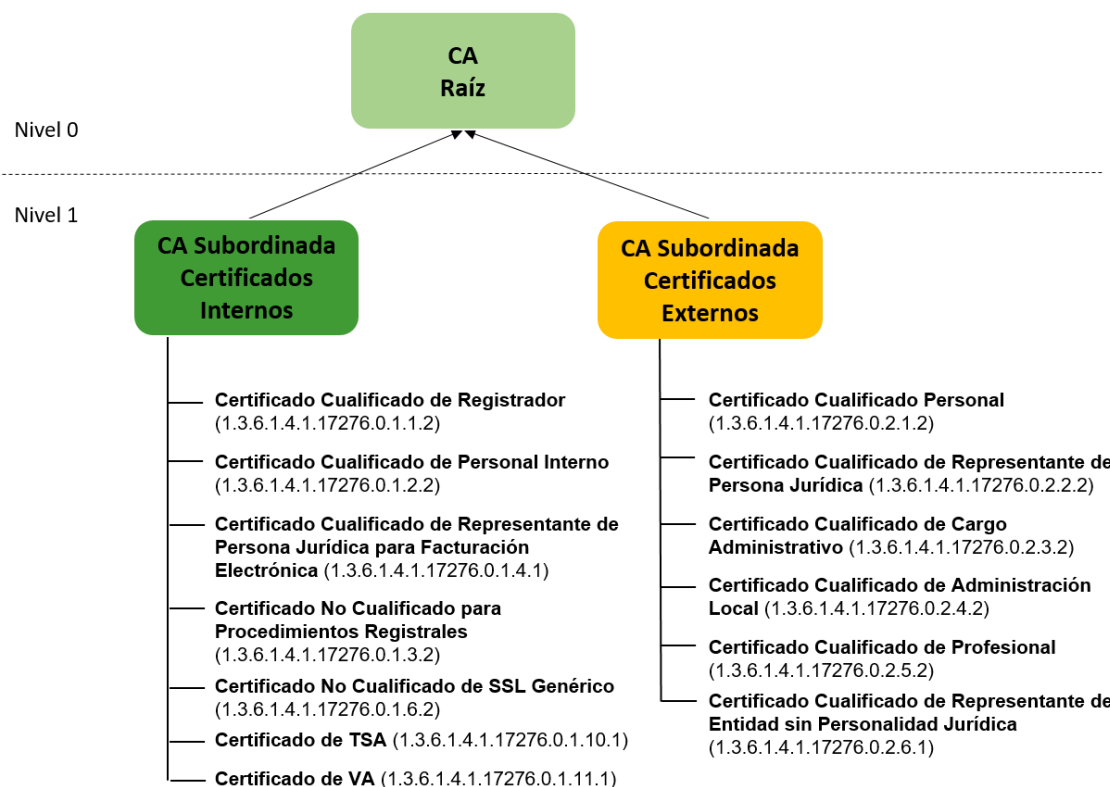 CA
Raíz
Nivel 0
Nivel 1
CA Subordinada
Certificados
Internos
Certificado Cualificado de Registrador
(1.3.6.1.4.1.17276.0.1.1.2)
Certificado Cualificado de Personal Interno
(1.3.6.1.4.1.17276.0.1.2.2)
Certificado Cualificado de Representante de
Persona Jurídica para Facturación
Electrónica (1.3.6.1.4.1.17276.0.1.4.1)
Certificado No Cualificado para
Procedimientos Registrales
(1.3.6.1.4.1.17276.0.1.3.2)
Certificado No Cualificado de SSL Genérico
(1.3.6.1.4.1.17276.0.1.6.2)
Certificado de TSA (1.3.6.1.4.1.17276.0.1.10.1)
Certificado de VA (1.3.6.1.4.1.17276.0.1.11.1)
CA Subordinada
Certificados
Externos
Certificado Cualificado Personal
(1.3.6.1.4.1.17276.0.2.1.2)
Certificado Cualificado de Representante de
Persona Jurídica (1.3.6.1.4.1.17276.0.2.2.2)
Certificado Cualificado de Cargo
Administrativo (1.3.6.1.4.1.17276.0.2.3.2)
Certificado Cualificado de Administración
Local (1.3.6.1.4.1.17276.0.2.4.2)
Certificado Cualificado de Profesional
(1.3.6.1.4.1.17276.0.2.5.2)
Certificado Cualificado de Representante de
Entidad sin Personalidad Jurídica
(1.3.6.1.4.1.17276.0.2.6.1)